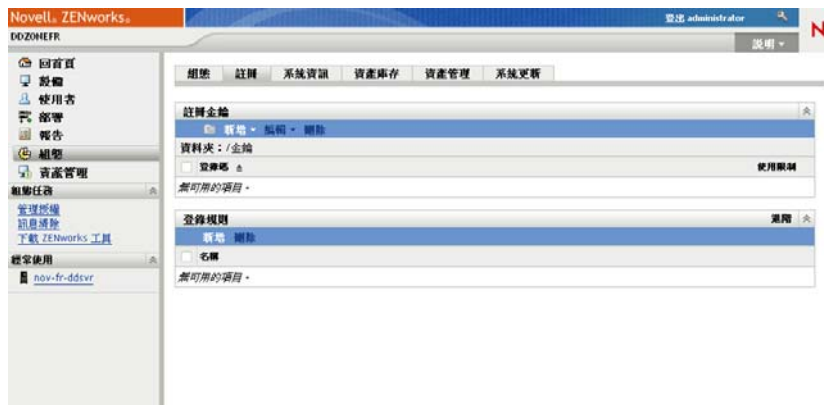 Novell® ZENworks®
登出 administrator
N
DDZONEFR
說明
回首頁
設備
使用者
部署
報告
組態
資產管理
組態任務
管理授權
訊息清除
下載 ZENworks 工具
經常使用
nov-fr-ddsvr
組態 註冊 系統資訊 資產庫存 資產管理 系統更新
註冊金鑰
新增 編輯 刪除
資料夾：/金鑰
登錄碼 使用限制
無可用的項目。
登錄規則 進階
新增 刪除
名稱
無可用的項目。